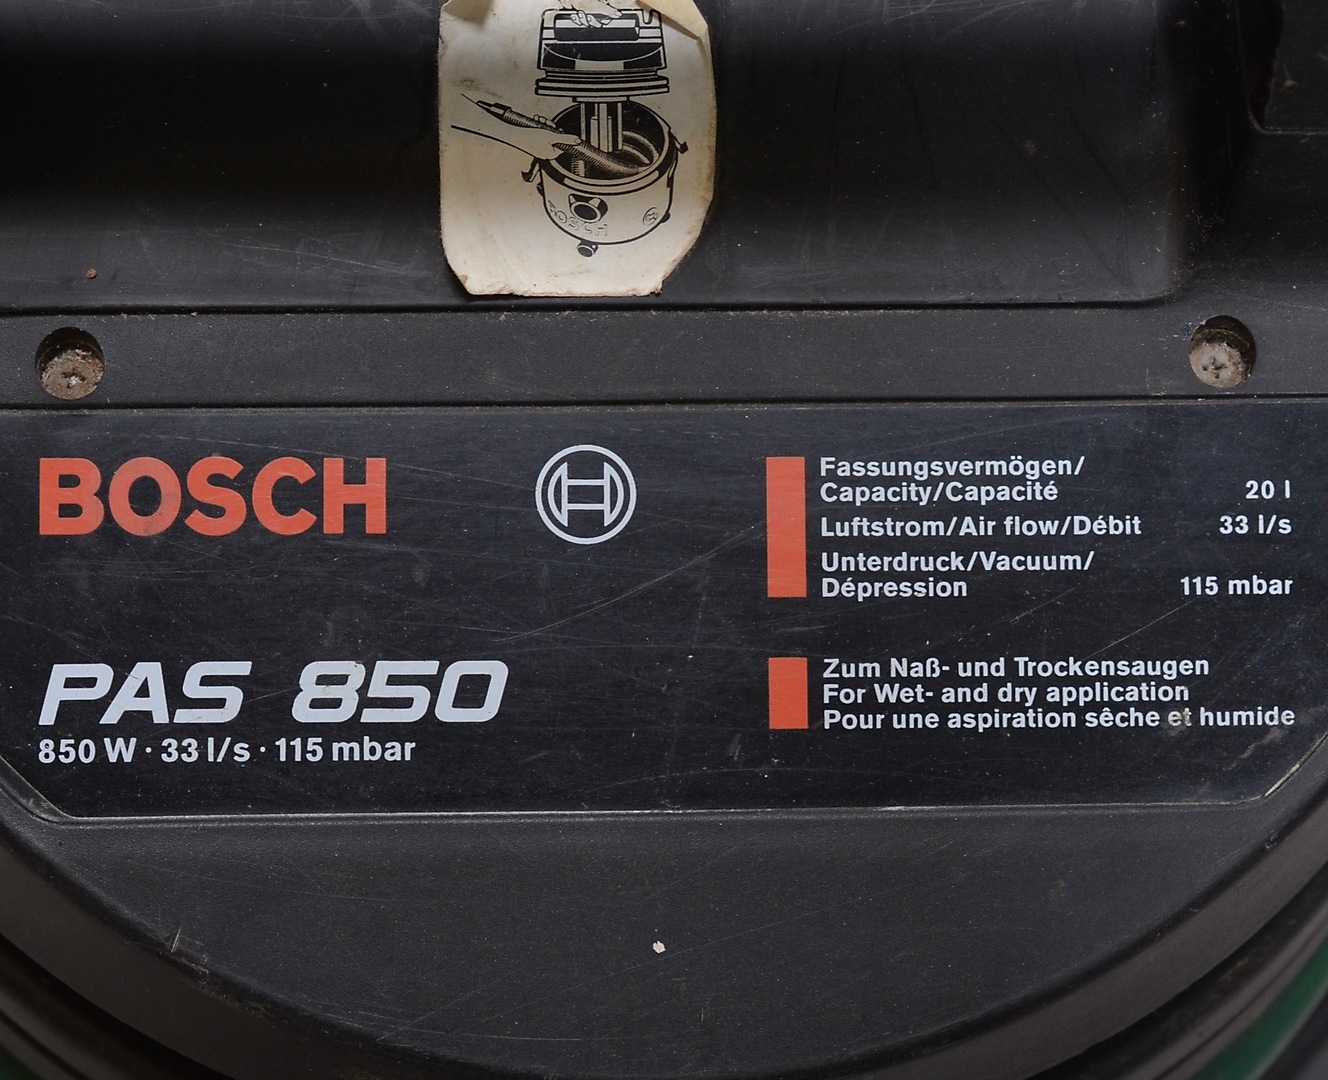 BOSCH
BOSCH
PAS 850
850 W · 33 l/s · 115 mbar
Fassungsvermögen/
Capacity/Capacité 20 l
Luftstrom/Air flow/Débit 33 l/s
Unterdruck/Vacuum/
Dépression 115 mbar
Zum Naß- und Trockensaugen
For Wet- and dry application
Pour une aspiration sêche et humide